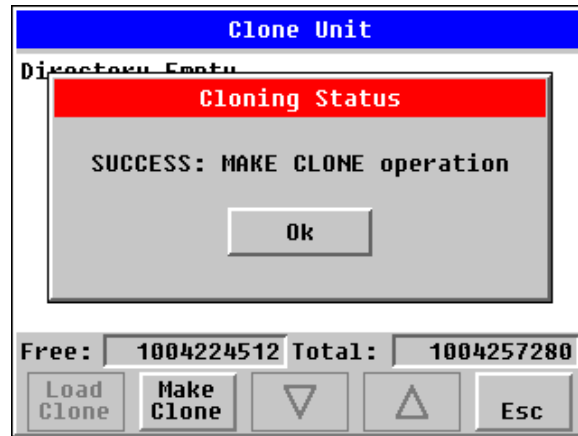 Clone Unit
Directory Empty
Cloning Status
SUCCESS: MAKE CLONE operation
Ok
Free: 1004224512 Total: 1004257280
Load Clone
Make Clone
Esc